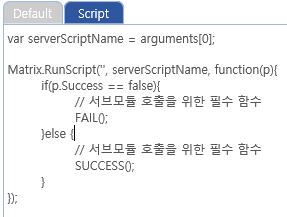 Default Script
var serverScriptName = arguments[0];
Matrix.RunScript('', serverScriptName, function(p){
if(p.Success == false){
// 서브모듈 호출을 위한 필수 함수
FAIL();
}else {
// 서브모듈 호출을 위한 필수 함수
SUCCESS();
}
});